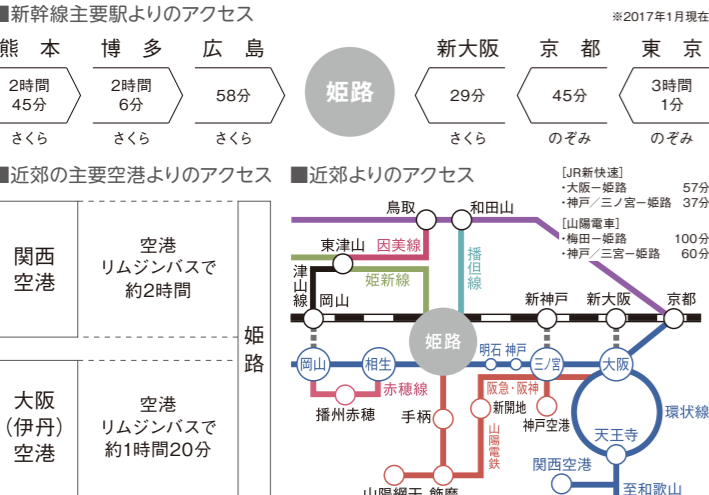 ■新幹線主要駅よりのアクセス
※2017年1月現在
熊本
博多
広島
姫路
新大阪
京都
東京
2時間
45分
2時間
6分
58分
29分
45分
3時間
1分
さくら
さくら
さくら
さくら
のぞみ
のぞみ
■近郊の主要空港よりのアクセス
関西
空港
空港
リムジンバスで
約2時間
大阪
(伊丹)
空港
空港
リムジンバスで
約1時間20分
姫路
■近郊よりのアクセス
[JR新快速]
・大阪ー姫路 57分
・神戸／三ノ宮ー姫路 37分
[山陽電車]
・梅田ー姫路 100分
・神戸／三宮ー姫路 60分
鳥取
和田山
東津山
因美線
姫新線
播但線
津山線
岡山
新神戸
新大阪
京都
姫路
岡山
相生
明石
神戸
三ノ宮
大阪
赤穂線
播州赤穂
阪急・阪神
新開地
神戸空港
手柄
山陽電鉄
環状線
天王寺
関西空港
至和歌山
山陽網干
飾磨